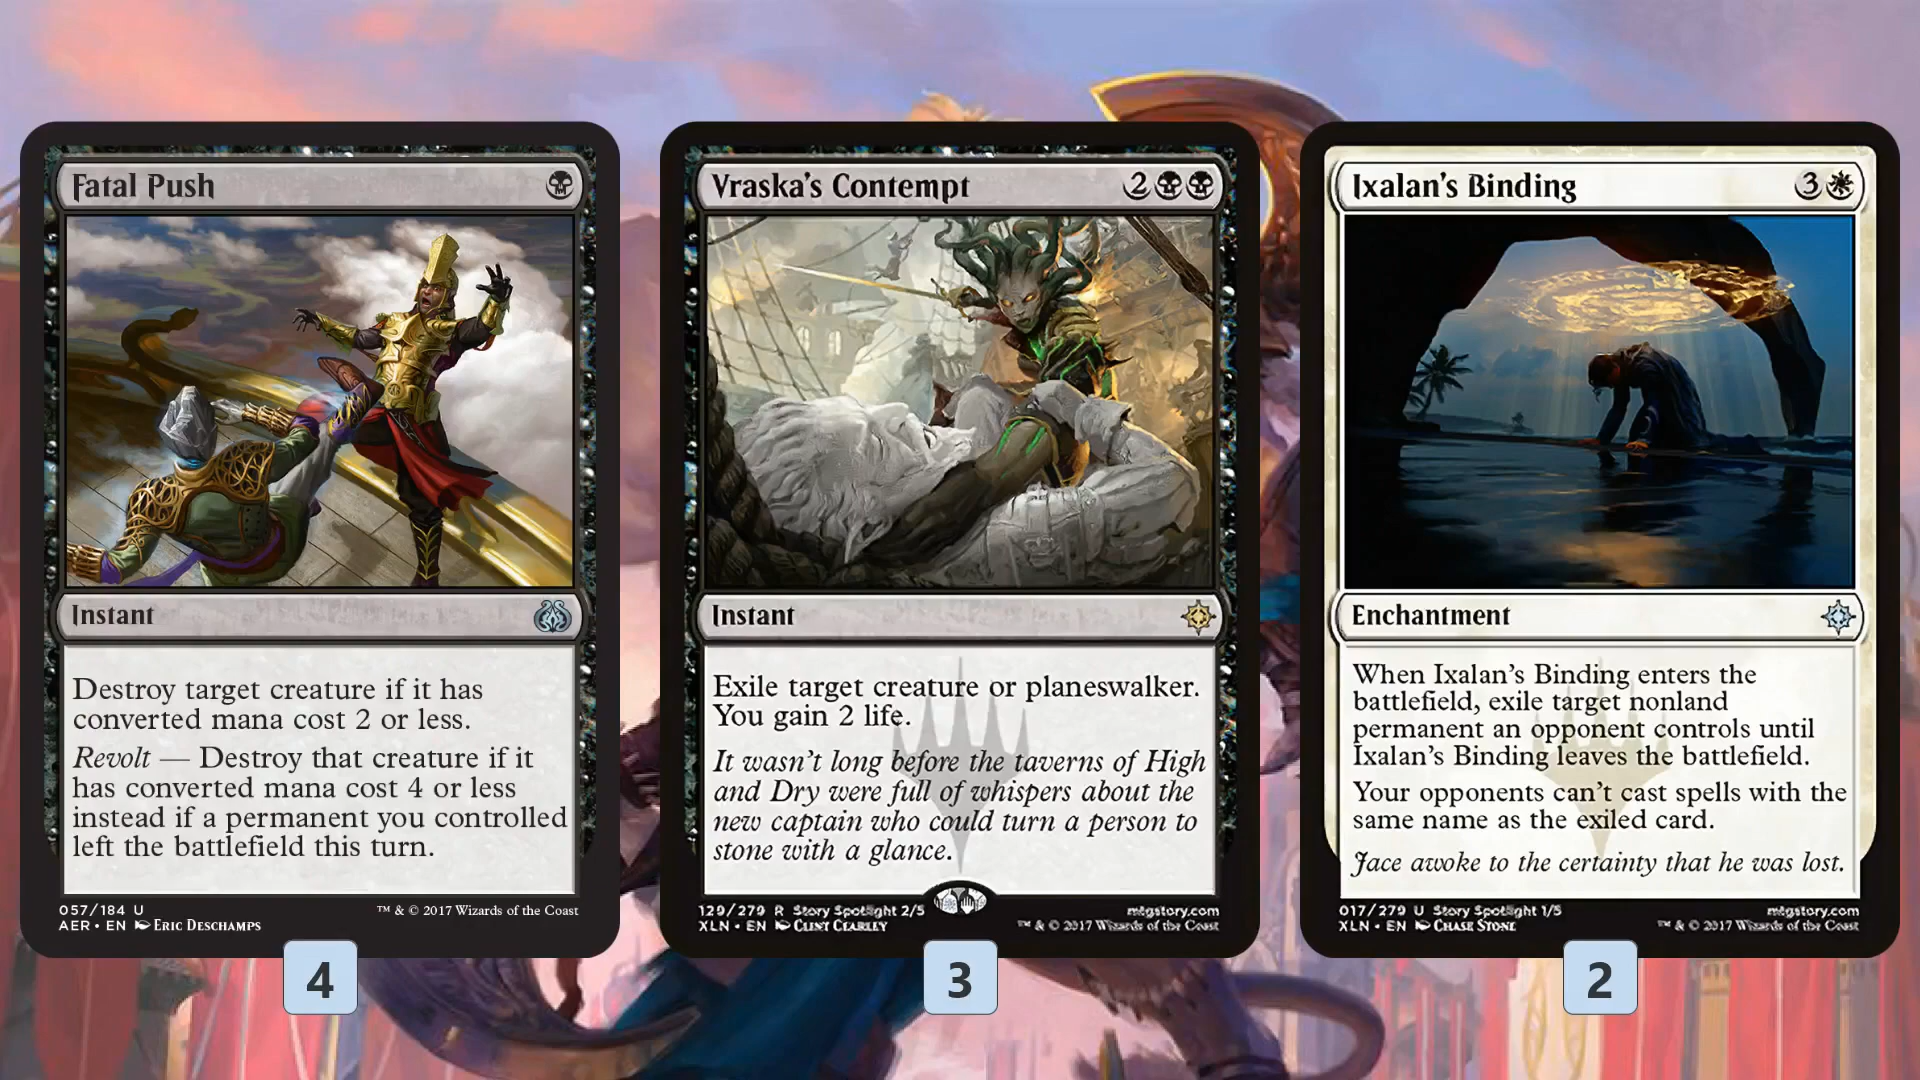 Fatal Push
Instant
Destroy target creature if it has
converted mana cost 2 or less.
Revolt — Destroy that creature if it
has converted mana cost 4 or less
instead if a permanent you controlled
left the battlefield this turn.
057/184 U
AER • EN Eric Deschamps
™ & © 2017 Wizards of the Coast
4
Vraska's Contempt
2
Instant
Exile target creature or planeswalker.
You gain 2 life.
It wasn't long before the taverns of High
and Dry were full of whispers about the
new captain who could turn a person to
stone with a glance.
129/279 R Story Spotlight 2/5
XLN • EN Clint Cearley
mtgstory.com
™ & © 2017 Wizards of the Coast
3
Ixalan's Binding
3
Enchantment
When Ixalan's Binding enters the
battlefield, exile target nonland
permanent an opponent controls until
Ixalan's Binding leaves the battlefield.
Your opponents can't cast spells with the
same name as the exiled card.
Jace awoke to the certainty that he was lost.
017/279 U Story Spotlight 1/5
XLN • EN Chase Stone
mtgstory.com
™ & © 2017 Wizards of the Coast
2